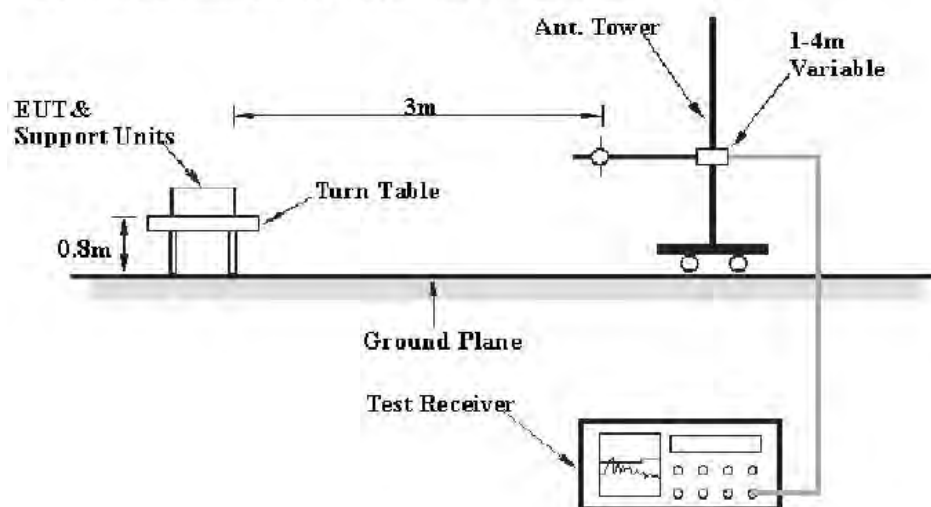 Ant. Tower
1-4m
Variable
3m
EUT&
Support Units
Turn Table
0.8m
Ground Plane
Test Receiver